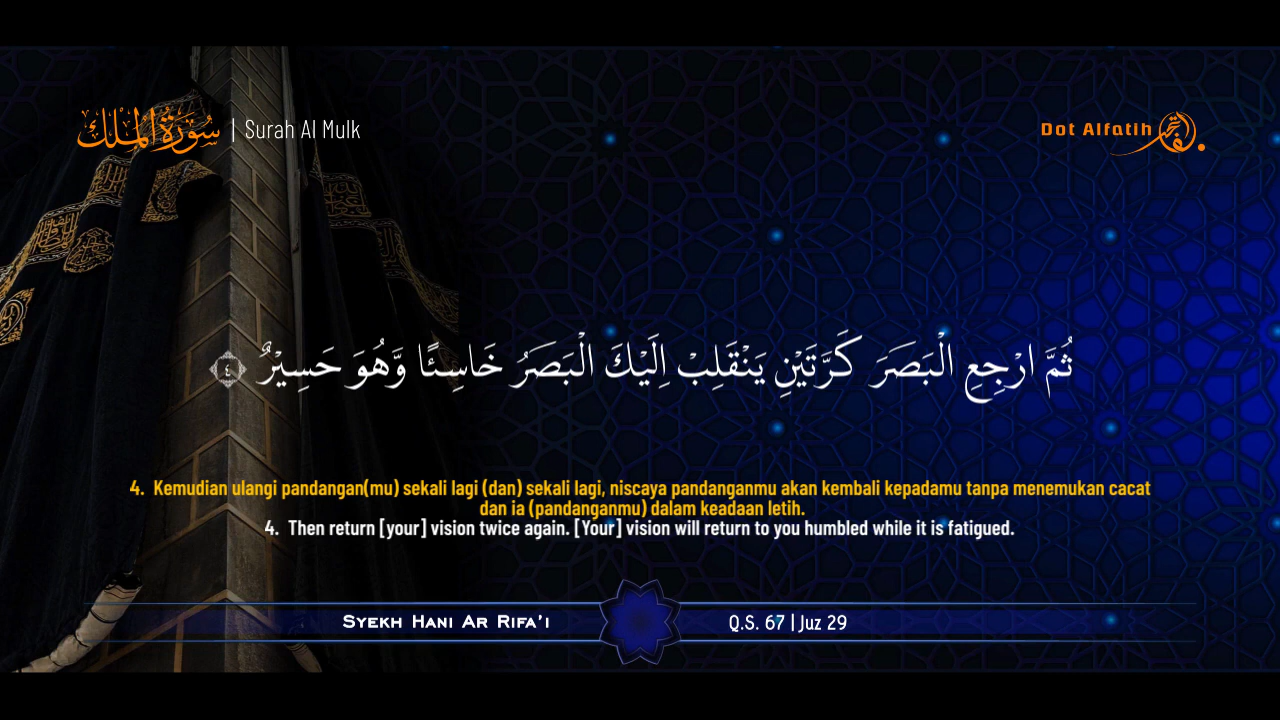 سُورَةُ الْمُلْك | Surah Al Mulk
Dot Alfatih
ثُمَّ ارْجِعِ الْبَصَرَ كَرَّتَيْنِ يَنْقَلِبْ اِلَيْكَ الْبَصَرُ خَاسِئًا وَّهُوَ حَسِيْرٌ ٤
4. Kemudian ulangi pandangan(mu) sekali lagi (dan) sekali lagi, niscaya pandanganmu akan kembali kepadamu tanpa menemukan cacat
dan ia (pandanganmu) dalam keadaan letih.
4. Then return [your] vision twice again. [Your] vision will return to you humbled while it is fatigued.
Syekh Hani Ar Rifa'i
Q.S. 67 | Juz 29